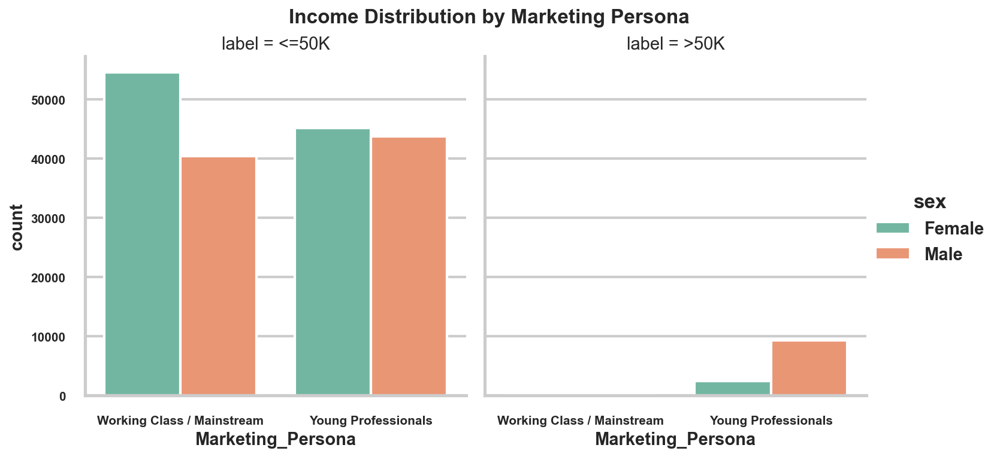 Income Distribution by Marketing Persona
label = <=50K
label = >50K
50000
40000
30000
20000
10000
0
count
Working Class / Mainstream
Young Professionals
Marketing_Persona
Working Class / Mainstream
Young Professionals
Marketing_Persona
sex
Female
Male